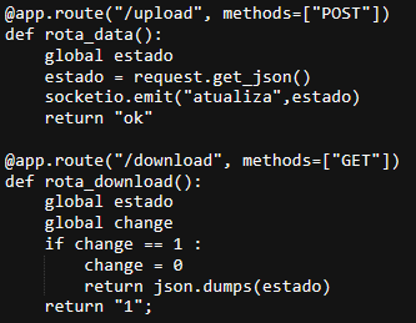 @app.route("/upload", methods=["POST"])
def rota_data():
    global estado
    estado = request.get_json()
    socketio.emit("atualiza",estado)
    return "ok"

@app.route("/download", methods=["GET"])
def rota_download():
    global estado
    global change
    if change == 1 :
        change = 0
        return json.dumps(estado)
    return "1";